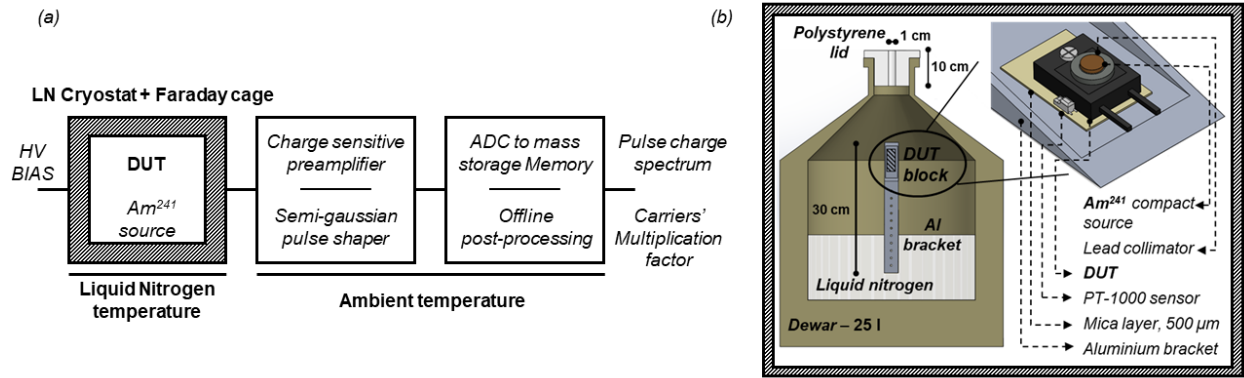 (a)
LN Cryostat + Faraday cage
HV
BIAS
DUT
Am²⁴¹
source
Charge sensitive
preamplifier
Semi-gaussian
pulse shaper
ADC to mass
storage Memory
Offline
post-processing
Pulse charge
spectrum
Carriers'
Multiplication
factor
Liquid Nitrogen
temperature
Ambient temperature
(b)
Polystyrene
lid
1 cm
10 cm
DUT
block
30 cm
Al
bracket
Liquid nitrogen
Dewar – 25 l
Am²⁴¹ compact
source
Lead collimator
DUT
PT-1000 sensor
Mica layer, 500 µm
Aluminium bracket